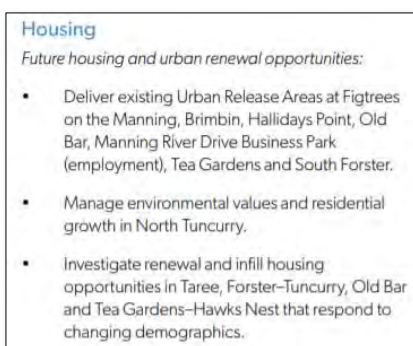 Housing
Future housing and urban renewal opportunities:
▪ Deliver existing Urban Release Areas at Figtrees
on the Manning, Brimbin, Hallidays Point, Old
Bar, Manning River Drive Business Park
(employment), Tea Gardens and South Forster.
▪ Manage environmental values and residential
growth in North Tuncurry.
▪ Investigate renewal and infill housing
opportunities in Taree, Forster–Tuncurry, Old Bar
and Tea Gardens–Hawks Nest that respond to
changing demographics.